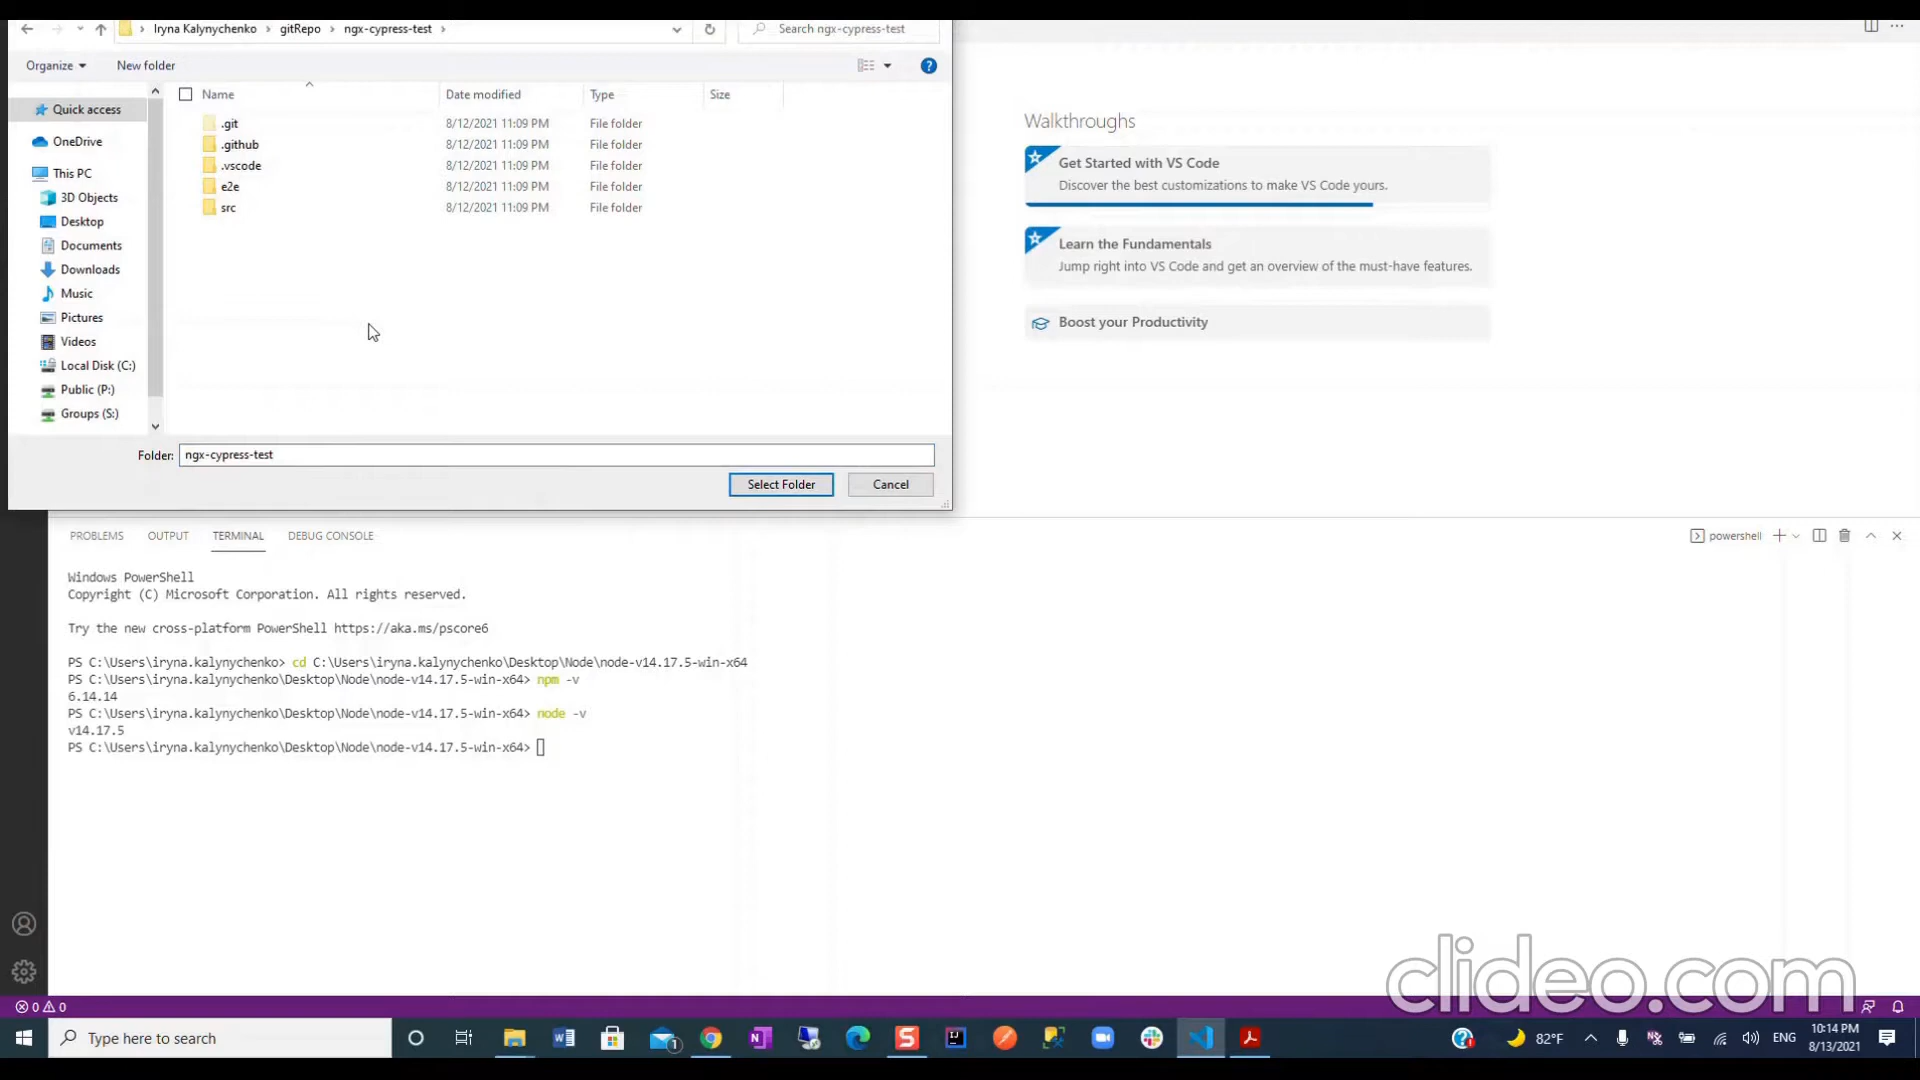 Iryna Kalynychenko > gitRepo > ngx-cypress-test >
Search ngx-cypress-test
Organize
New folder
Name
Date modified
Type
Size
Quick access
OneDrive
This PC
3D Objects
Desktop
Documents
Downloads
Music
Pictures
Videos
Local Disk (C:)
Public (P:)
Groups (S:)
.git 8/12/2021 11:09 PM File folder
.github 8/12/2021 11:09 PM File folder
.vscode 8/12/2021 11:09 PM File folder
e2e 8/12/2021 11:09 PM File folder
src 8/12/2021 11:09 PM File folder
Folder: ngx-cypress-test
Select Folder
Cancel
Walkthroughs
Get Started with VS Code
Discover the best customizations to make VS Code yours.
Learn the Fundamentals
Jump right into VS Code and get an overview of the must-have features.
Boost your Productivity
PROBLEMS OUTPUT TERMINAL DEBUG CONSOLE
powershell
Windows PowerShell
Copyright (C) Microsoft Corporation. All rights reserved.
Try the new cross-platform PowerShell https://aka.ms/pscore6
PS C:\Users\iryna.kalynychenko> cd C:\Users\iryna.kalynychenko\Desktop\Node\node-v14.17.5-win-x64
PS C:\Users\iryna.kalynychenko\Desktop\Node\node-v14.17.5-win-x64> npm -v
6.14.14
PS C:\Users\iryna.kalynychenko\Desktop\Node\node-v14.17.5-win-x64> node -v
v14.17.5
PS C:\Users\iryna.kalynychenko\Desktop\Node\node-v14.17.5-win-x64>
clideo.com
0 0
Type here to search
1
82°F
ENG
10:14 PM
8/13/2021